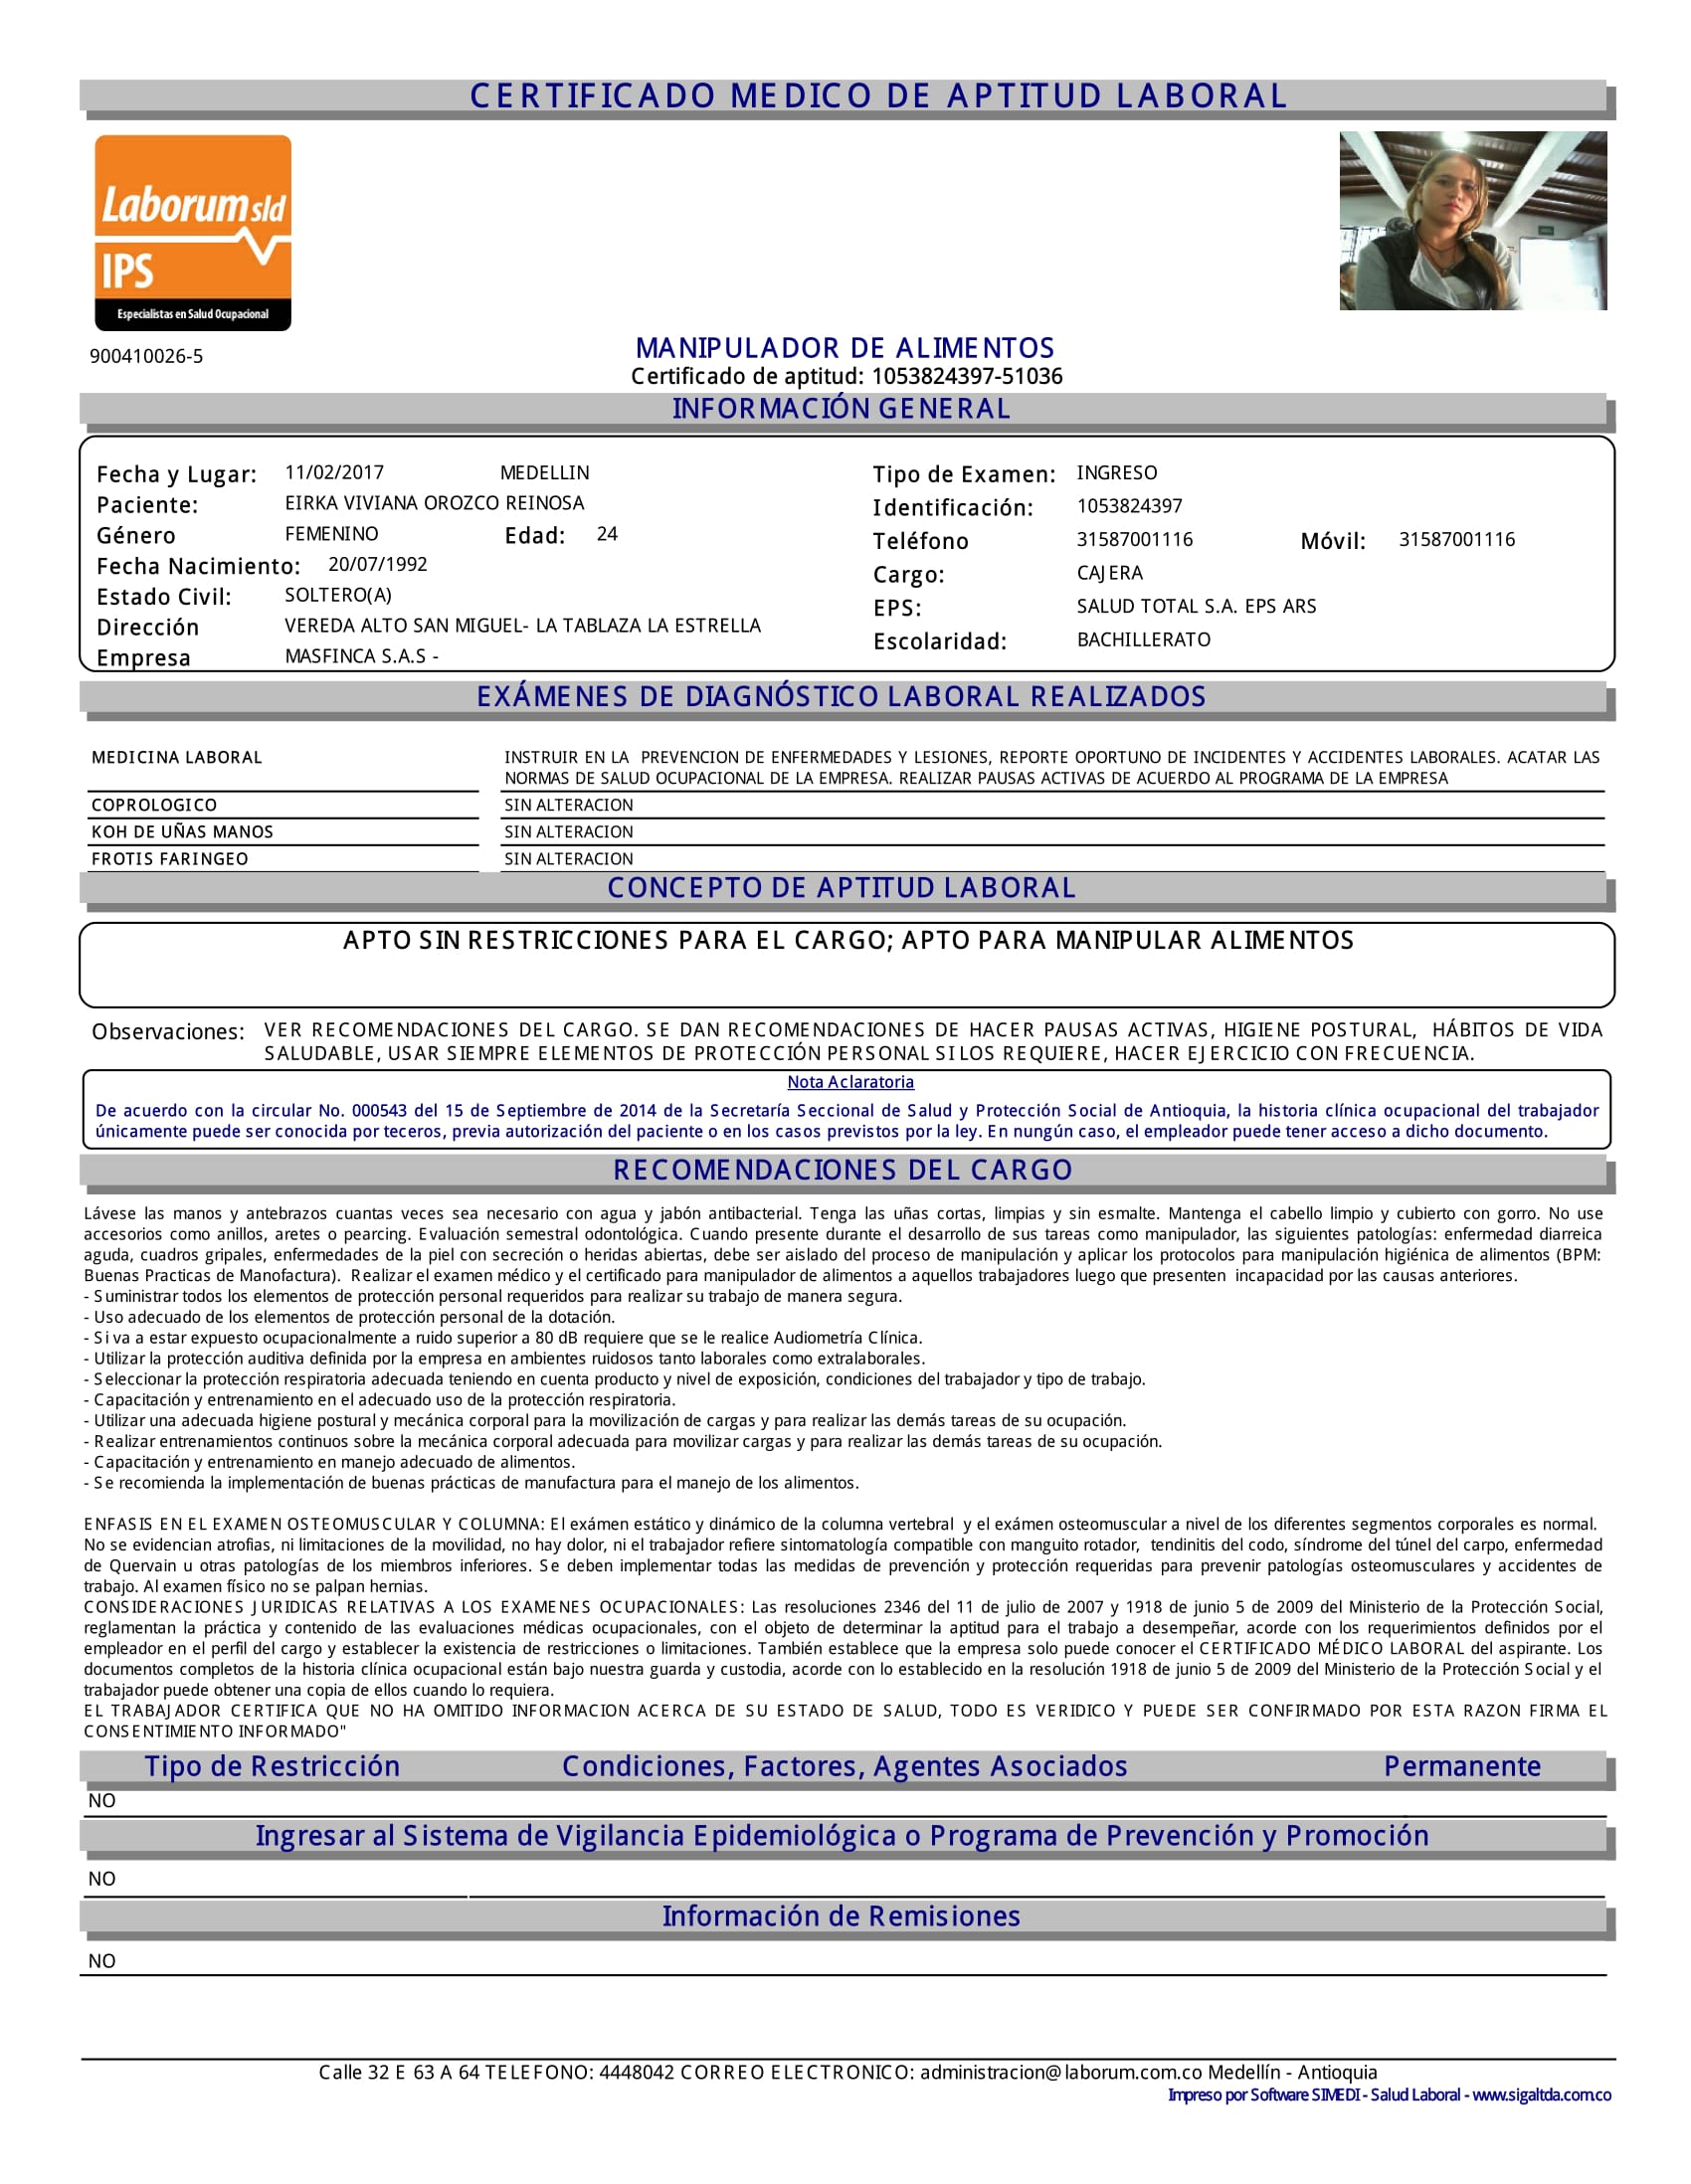 CERTIFICADO MEDICO DE APTITUD LABORAL
Laborum sld
IPS
Especialistas en Salud Ocupacional
900410026-5
MANIPULADOR DE ALIMENTOS
Certificado de aptitud: 1053824397-51036
INFORMACIÓN GENERAL
Fecha y Lugar: 11/02/2017 MEDELLIN
Paciente: EIRKA VIVIANA OROZCO REINOSA
Género FEMENINO Edad: 24
Fecha Nacimiento: 20/07/1992
Estado Civil: SOLTERO(A)
Dirección VEREDA ALTO SAN MIGUEL- LA TABLAZA LA ESTRELLA
Empresa MASFINCA S.A.S -
Tipo de Examen: INGRESO
Identificación: 1053824397
Teléfono 31587001116 Móvil: 31587001116
Cargo: CAJERA
EPS: SALUD TOTAL S.A. EPS ARS
Escolaridad: BACHILLERATO
EXÁMENES DE DIAGNÓSTICO LABORAL REALIZADOS
MEDICINA LABORAL INSTRUIR EN LA PREVENCION DE ENFERMEDADES Y LESIONES, REPORTE OPORTUNO DE INCIDENTES Y ACCIDENTES LABORALES. ACATAR LAS
NORMAS DE SALUD OCUPACIONAL DE LA EMPRESA. REALIZAR PAUSAS ACTIVAS DE ACUERDO AL PROGRAMA DE LA EMPRESA
COPROLOGICO SIN ALTERACION
KOH DE UÑAS MANOS SIN ALTERACION
FROTIS FARINGEO SIN ALTERACION
CONCEPTO DE APTITUD LABORAL
APTO SIN RESTRICCIONES PARA EL CARGO; APTO PARA MANIPULAR ALIMENTOS
Observaciones: VER RECOMENDACIONES DEL CARGO. SE DAN RECOMENDACIONES DE HACER PAUSAS ACTIVAS, HIGIENE POSTURAL, HÁBITOS DE VIDA
SALUDABLE, USAR SIEMPRE ELEMENTOS DE PROTECCIÓN PERSONAL SI LOS REQUIERE, HACER EJERCICIO CON FRECUENCIA.
Nota Aclaratoria
De acuerdo con la circular No. 000543 del 15 de Septiembre de 2014 de la Secretaría Seccional de Salud y Protección Social de Antioquia, la historia clínica ocupacional del trabajador
únicamente puede ser conocida por teceros, previa autorización del paciente o en los casos previstos por la ley. En nungún caso, el empleador puede tener acceso a dicho documento.
RECOMENDACIONES DEL CARGO
Lávese las manos y antebrazos cuantas veces sea necesario con agua y jabón antibacterial. Tenga las uñas cortas, limpias y sin esmalte. Mantenga el cabello limpio y cubierto con gorro. No use
accesorios como anillos, aretes o pearcing. Evaluación semestral odontológica. Cuando presente durante el desarrollo de sus tareas como manipulador, las siguientes patologías: enfermedad diarreica
aguda, cuadros gripales, enfermedades de la piel con secreción o heridas abiertas, debe ser aislado del proceso de manipulación y aplicar los protocolos para manipulación higiénica de alimentos (BPM:
Buenas Practicas de Manofactura). Realizar el examen médico y el certificado para manipulador de alimentos a aquellos trabajadores luego que presenten incapacidad por las causas anteriores.
- Suministrar todos los elementos de protección personal requeridos para realizar su trabajo de manera segura.
- Uso adecuado de los elementos de protección personal de la dotación.
- Si va a estar expuesto ocupacionalmente a ruido superior a 80 dB requiere que se le realice Audiometría Clínica.
- Utilizar la protección auditiva definida por la empresa en ambientes ruidosos tanto laborales como extralaborales.
- Seleccionar la protección respiratoria adecuada teniendo en cuenta producto y nivel de exposición, condiciones del trabajador y tipo de trabajo.
- Capacitación y entrenamiento en el adecuado uso de la protección respiratoria.
- Utilizar una adecuada higiene postural y mecánica corporal para la movilización de cargas y para realizar las demás tareas de su ocupación.
- Realizar entrenamientos continuos sobre la mecánica corporal adecuada para movilizar cargas y para realizar las demás tareas de su ocupación.
- Capacitación y entrenamiento en manejo adecuado de alimentos.
- Se recomienda la implementación de buenas prácticas de manufactura para el manejo de los alimentos.
ENFASIS EN EL EXAMEN OSTEOMUSCULAR Y COLUMNA: El exámen estático y dinámico de la columna vertebral y el exámen osteomuscular a nivel de los diferentes segmentos corporales es normal.
No se evidencian atrofias, ni limitaciones de la movilidad, no hay dolor, ni el trabajador refiere sintomatología compatible con manguito rotador, tendinitis del codo, síndrome del túnel del carpo, enfermedad
de Quervain u otras patologías de los miembros inferiores. Se deben implementar todas las medidas de prevención y protección requeridas para prevenir patologías osteomusculares y accidentes de
trabajo. Al examen físico no se palpan hernias.
CONSIDERACIONES JURIDICAS RELATIVAS A LOS EXAMENES OCUPACIONALES: Las resoluciones 2346 del 11 de julio de 2007 y 1918 de junio 5 de 2009 del Ministerio de la Protección Social,
reglamentan la práctica y contenido de las evaluaciones médicas ocupacionales, con el objeto de determinar la aptitud para el trabajo a desempeñar, acorde con los requerimientos definidos por el
empleador en el perfil del cargo y establecer la existencia de restricciones o limitaciones. También establece que la empresa solo puede conocer el CERTIFICADO MÉDICO LABORAL del aspirante. Los
documentos completos de la historia clínica ocupacional están bajo nuestra guarda y custodia, acorde con lo establecido en la resolución 1918 de junio 5 de 2009 del Ministerio de la Protección Social y el
trabajador puede obtener una copia de ellos cuando lo requiera.
EL TRABAJADOR CERTIFICA QUE NO HA OMITIDO INFORMACION ACERCA DE SU ESTADO DE SALUD, TODO ES VERIDICO Y PUEDE SER CONFIRMADO POR ESTA RAZON FIRMA EL
CONSENTIMIENTO INFORMADO"
Tipo de Restricción Condiciones, Factores, Agentes Asociados Permanente
NO
Ingresar al Sistema de Vigilancia Epidemiológica o Programa de Prevención y Promoción
NO
Información de Remisiones
NO
Calle 32 E 63 A 64 TELEFONO: 4448042 CORREO ELECTRONICO: administracion@laborum.com.co Medellín - Antioquia
Impreso por Software SIMEDI - Salud Laboral - www.sigaltda.com.co